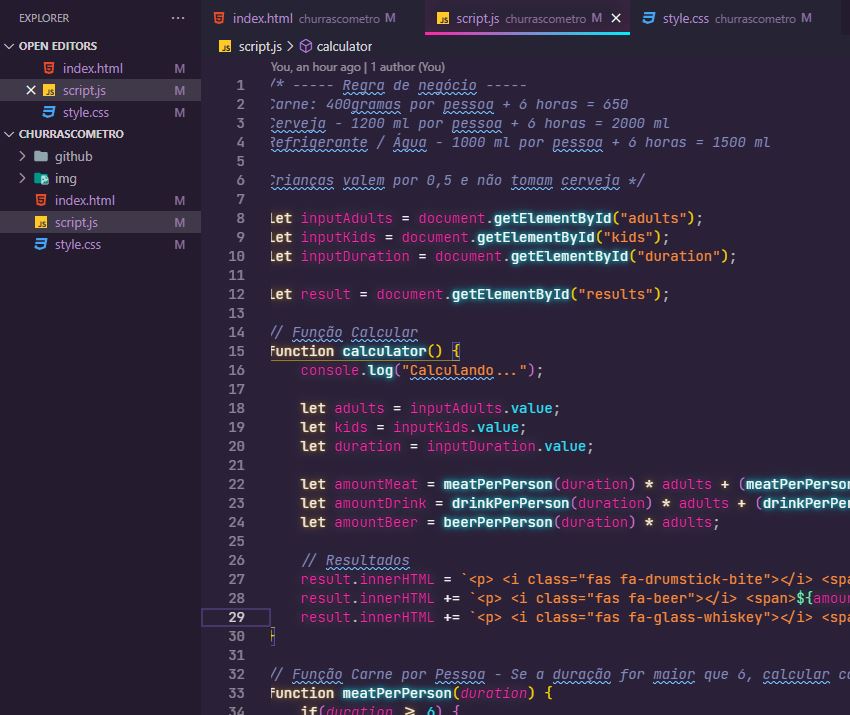 EXPLORER ...
OPEN EDITORS
index.html M
script.js M
style.css M
CHURRASCOMETRO
github
img
index.html M
script.js M
style.css M
index.html churrascometro M
JS script.js churrascometro M ×
style.css churrascometro M
JS script.js > calculator
You, an hour ago | 1 author (You)
1 /* ----- Regra de negócio -----
2 Carne: 400gramas por pessoa + 6 horas = 650
3 Cerveja - 1200 ml por pessoa + 6 horas = 2000 ml
4 Refrigerante / Água - 1000 ml por pessoa + 6 horas = 1500 ml
5
6 Crianças valem por 0,5 e não tomam cerveja */
7
8 let inputAdults = document.getElementById("adults");
9 let inputKids = document.getElementById("kids");
10 let inputDuration = document.getElementById("duration");
11
12 let result = document.getElementById("results");
13
14 // Função Calcular
15 function calculator() {
16 console.log("Calculando...");
17
18 let adults = inputAdults.value;
19 let kids = inputKids.value;
20 let duration = inputDuration.value;
21
22 let amountMeat = meatPerPerson(duration) * adults + (meatPerPerson
23 let amountDrink = drinkPerPerson(duration) * adults + (drinkPerPer
24 let amountBeer = beerPerPerson(duration) * adults;
25
26 // Resultados
27 result.innerHTML = `<p> <i class="fas fa-drumstick-bite"></i> <spa
28 result.innerHTML += `<p> <i class="fas fa-beer"></i> <span>${amou
29 result.innerHTML += `<p> <i class="fas fa-glass-whiskey"></i> <spa
30 }
31
32 // Função Carne por Pessoa - Se a duração for maior que 6, calcular co
33 function meatPerPerson(duration) {
34 if(duration ≥ 6) {